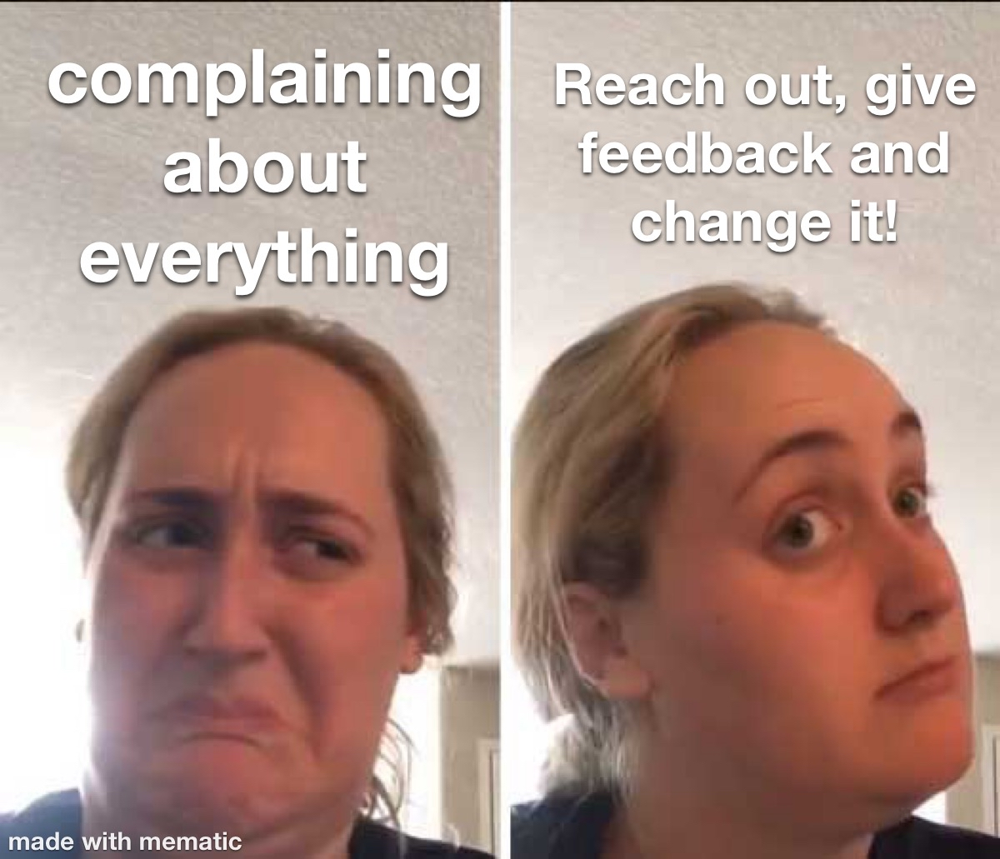 complaining
about
everything
Reach out, give
feedback and
change it!
made with mematic